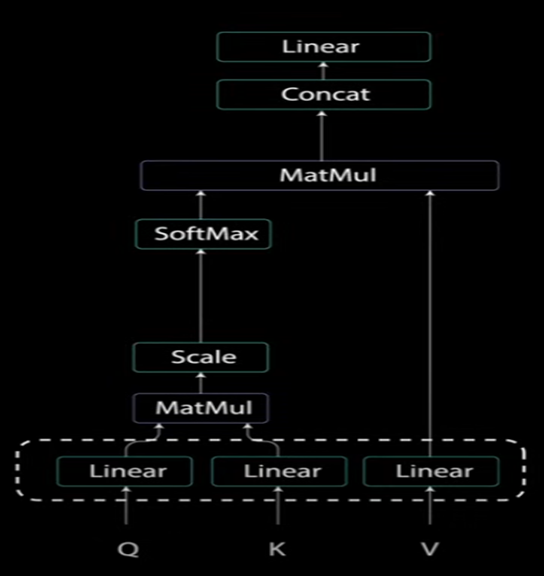 Linear
Concat
MatMul
SoftMax
Scale
MatMul
Linear Linear Linear
Q K V